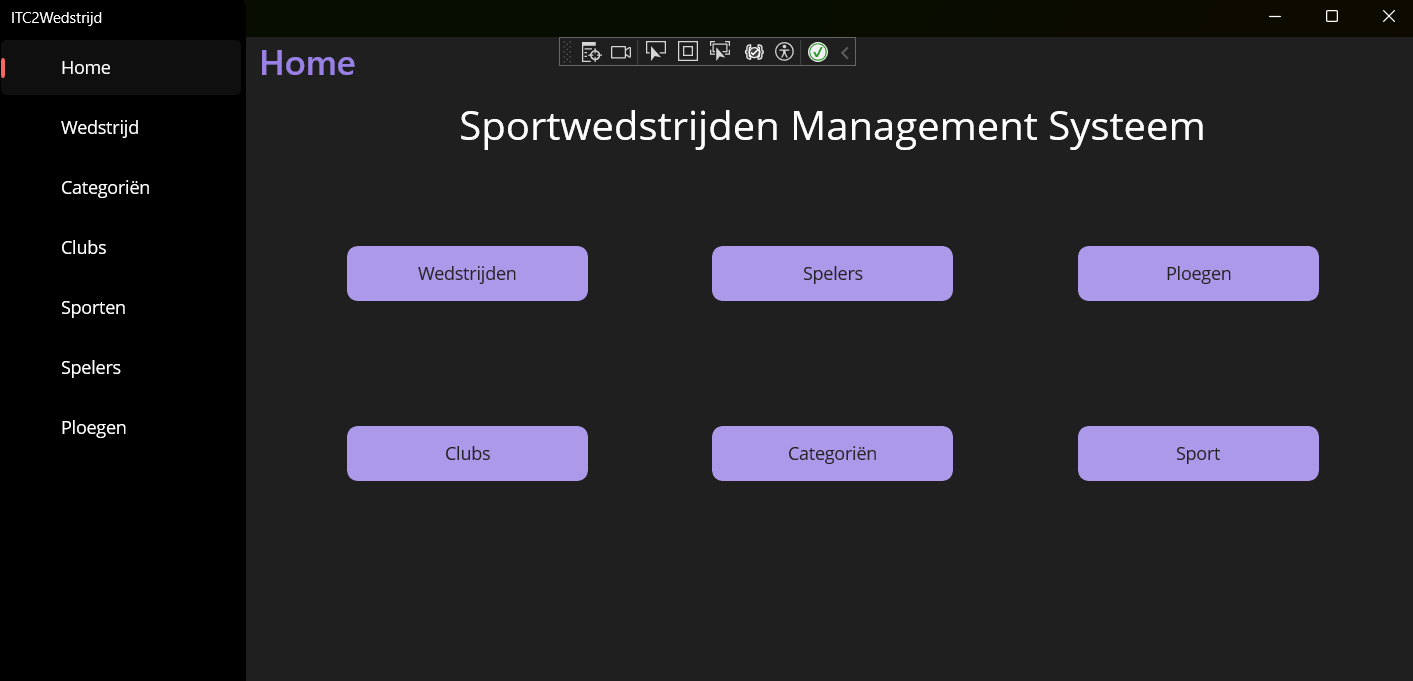 ITC2Wedstrijd
Home
Wedstrijd
Categoriën
Clubs
Sporten
Spelers
Ploegen
Home
Sportwedstrijden Management Systeem
Wedstrijden
Spelers
Ploegen
Clubs
Categoriën
Sport